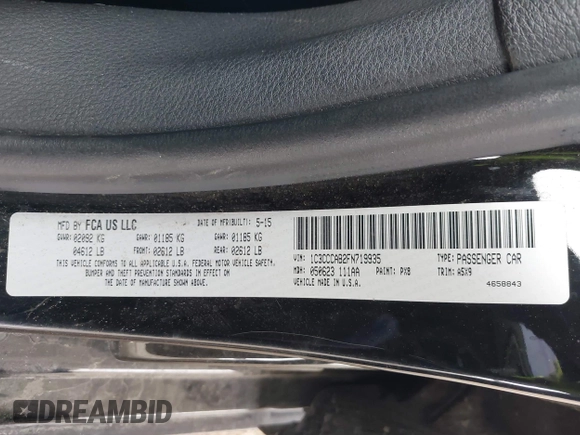 MFD BY FCA US LLC DATE OF MFD(BUILT): 5-15
GVWR: 02092 KG GAWR: 01185 KG GAWR: 01185 KG
04612 LB FRONT: 02612 LB REAR: 02612 LB
THIS VEHICLE CONFORMS TO ALL APPLICABLE U.S.A. FEDERAL MOTOR VEHICLE SAFETY,
BUMPER AND THEFT PREVENTION STANDARDS IN EFFECT ON
THE DATE OF MANUFACTURE SHOWN ABOVE.
VIN: 1C3CCCAB2FN719935 TYPE: PASSENGER CAR
MDH: 050623 111AA PAINT: PX8 TRIM: A5X9
VEHICLE MADE IN U.S.A. 4658843
DREAMBID